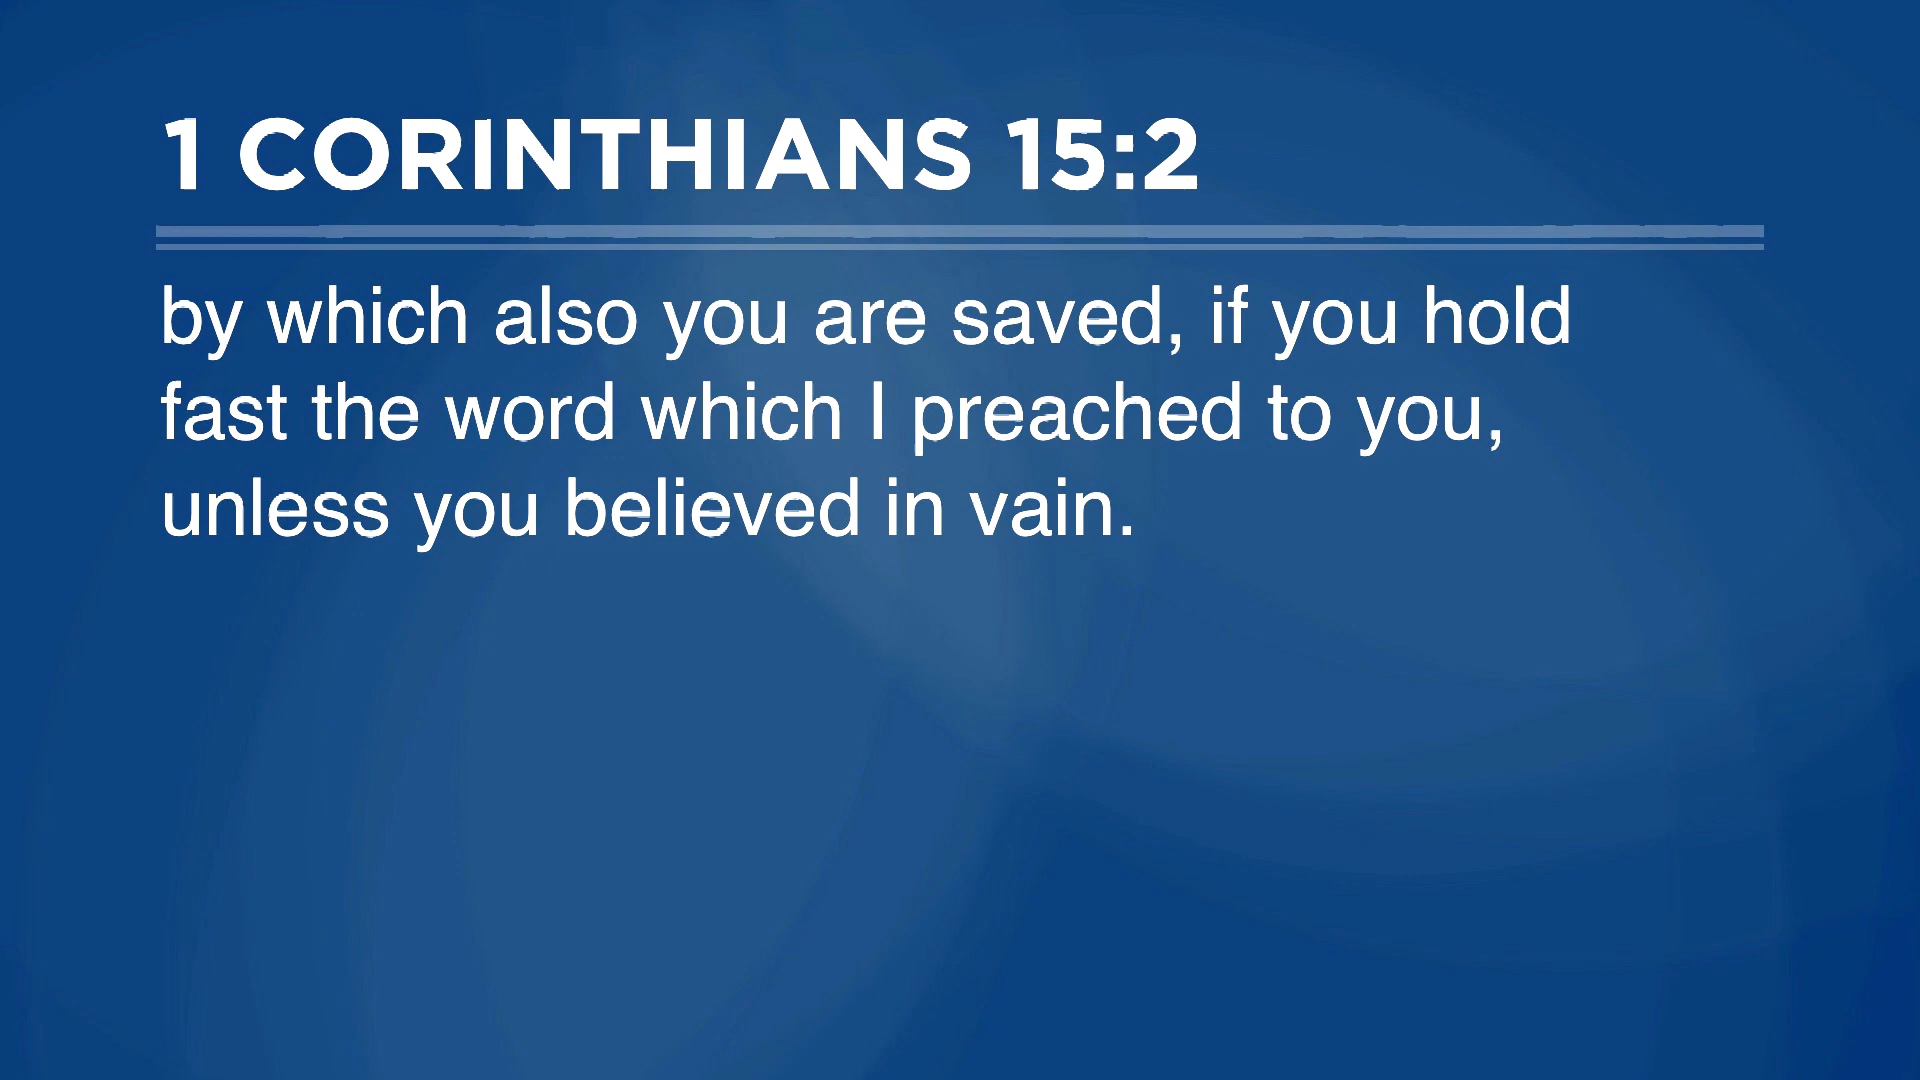 1 CORINTHIANS 15:2
by which also you are saved, if you hold
fast the word which I preached to you,
unless you believed in vain.